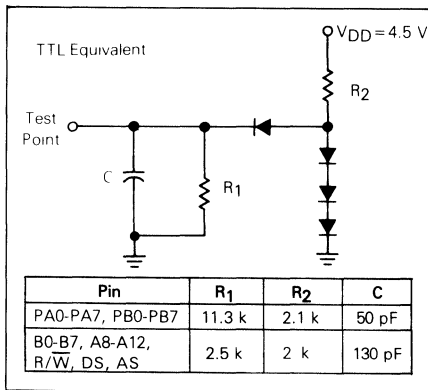 TTL Equivalent
VDD = 4.5 V
R2
Test
Point
C
R1
Pin R1 R2 C
PA0-PA7, PB0-PB7 11.3 k 2.1 k 50 pF
B0-B7, A8-A12,
R/W̅, DS, AS 2.5 k 2 k 130 pF